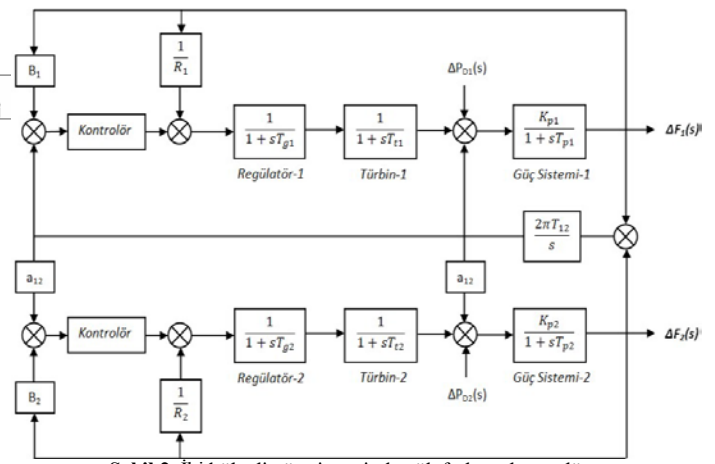 B₁
1/R₁
ΔP_D1(s)
Kontrolör
1/(1 + sT_g1)
1/(1 + sT_t1)
K_p1/(1 + sT_p1)
ΔF₁(s)
Regülatör-1
Türbin-1
Güç Sistemi-1
2πT₁₂/s
a₁₂
a₁₂
Kontrolör
1/(1 + sT_g2)
1/(1 + sT_t2)
K_p2/(1 + sT_p2)
ΔF₂(s)
Regülatör-2
Türbin-2
Güç Sistemi-2
B₂
1/R₂
ΔP_D2(s)